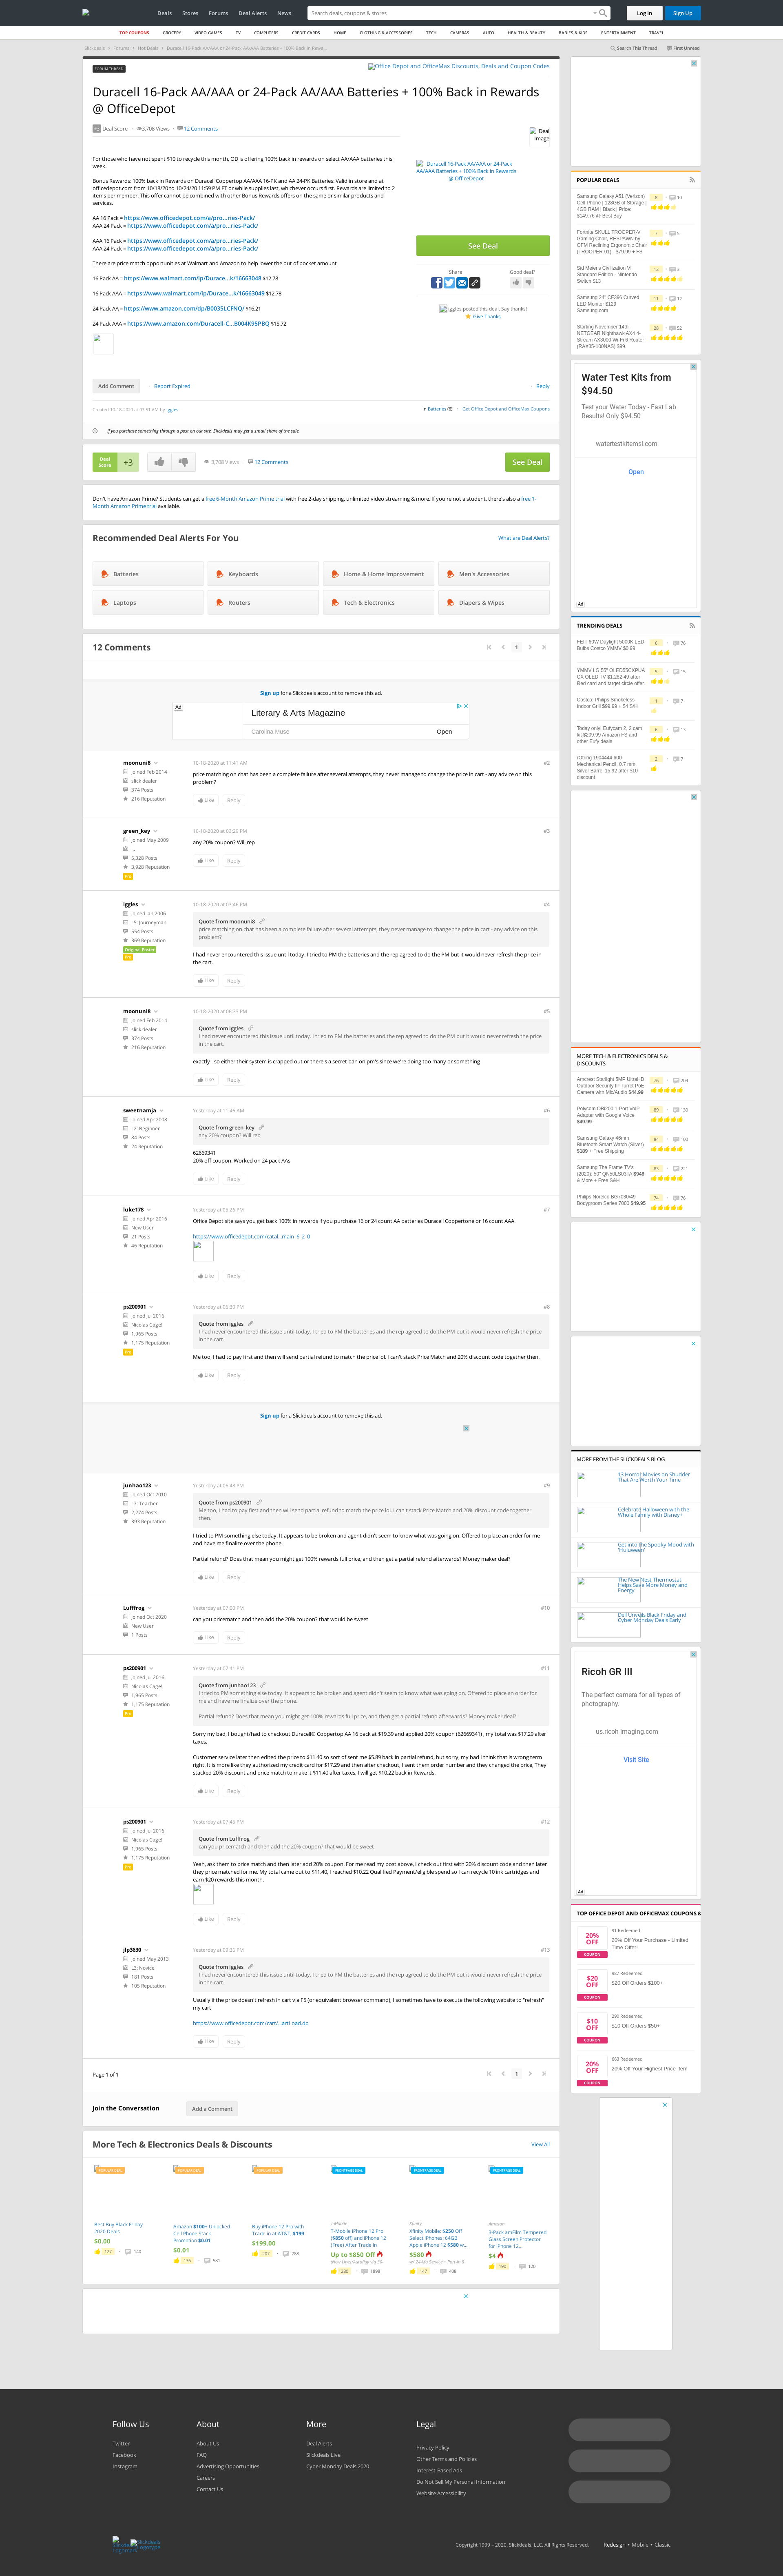 Deals Stores Forums Deal Alerts News
Search deals, coupons & stores
Log In Sign Up
TOP COUPONS GROCERY VIDEO GAMES TV COMPUTERS CREDIT CARDS HOME CLOTHING & ACCESSORIES TECH CAMERAS AUTO HEALTH & BEAUTY BABIES & KIDS ENTERTAINMENT TRAVEL
Slickdeals > Forums > Hot Deals > Duracell 16-Pack AA/AAA or 24-Pack AA/AAA Batteries + 100% Back in Rewa...
Search This Thread First Unread
FORUM THREAD
Office Depot and OfficeMax Discounts, Deals and Coupon Codes
Duracell 16-Pack AA/AAA or 24-Pack AA/AAA Batteries + 100% Back in Rewards
@ OfficeDepot
+3 Deal Score 3,708 Views 12 Comments
Deal Image
For those who have not spent $10 to recycle this month, OD is offering 100% back in rewards on select AA/AAA batteries this
week.
Bonus Rewards: 100% back in Rewards on Duracell Coppertop AA/AAA 16-PK and AA 24-PK Batteries: Valid in store and at
officedepot.com from 10/18/20 to 10/24/20 11:59 PM ET or while supplies last, whichever occurs first. Rewards are limited to 2
items per member. This offer cannot be combined with other Bonus Rewards offers on the same products or similar products or
services.
AA 16 Pack = https://www.officedepot.com/a/pro...ries-Pack/
AAA 24 Pack = https://www.officedepot.com/a/pro...ries-Pack/
AAA 16 Pack = https://www.officedepot.com/a/pro...ries-Pack/
AAA 24 Pack = https://www.officedepot.com/a/pro...ries-Pack/
There are price match opportunities at Walmart and Amazon to help lower the out of pocket amount
16 Pack AA = https://www.walmart.com/ip/Durace...k/16663048 $12.78
16 Pack AAA = https://www.walmart.com/ip/Durace...k/16663049 $12.78
24 Pack AA = https://www.amazon.com/dp/B0035LCFNQ/ $16.21
24 Pack AAA = https://www.amazon.com/Duracell-C...B004K95PBQ $15.72
Duracell 16-Pack AA/AAA or 24-Pack
AA/AAA Batteries + 100% Back in Rewards
@ OfficeDepot
See Deal
Share Good deal?
iggles posted this deal. Say thanks!
Give Thanks
Add Comment Report Expired Reply
Created 10-18-2020 at 03:51 AM by iggles
in Batteries (6) Get Office Depot and OfficeMax Coupons
If you purchase something through a post on our site, Slickdeals may get a small share of the sale.
Deal Score +3 3,708 Views 12 Comments See Deal
Don't have Amazon Prime? Students can get a free 6-Month Amazon Prime trial with free 2-day shipping, unlimited video streaming & more. If you're not a student, there's also a free 1-
Month Amazon Prime trial available.
Recommended Deal Alerts For You
What are Deal Alerts?
Batteries Keyboards Home & Home Improvement Men's Accessories
Laptops Routers Tech & Electronics Diapers & Wipes
12 Comments
1
Sign up for a Slickdeals account to remove this ad.
Ad
Literary & Arts Magazine
Carolina Muse Open
moonuni8
Joined Feb 2014
slick dealer
374 Posts
216 Reputation
10-18-2020 at 11:41 AM #2
price matching on chat has been a complete failure after several attempts, they never manage to change the price in cart - any advice on this
problem?
Like Reply
green_key
Joined May 2009
...
5,328 Posts
3,928 Reputation
Pro
10-18-2020 at 03:29 PM #3
any 20% coupon? Will rep
Like Reply
iggles
Joined Jan 2006
L5: Journeyman
554 Posts
369 Reputation
Original Poster
Pro
10-18-2020 at 03:46 PM #4
Quote from moonuni8
price matching on chat has been a complete failure after several attempts, they never manage to change the price in cart - any advice on this
problem?
I had never encountered this issue until today. I tried to PM the batteries and the rep agreed to do the PM but it would never refresh the price in
the cart.
Like Reply
moonuni8
Joined Feb 2014
slick dealer
374 Posts
216 Reputation
10-18-2020 at 06:33 PM #5
Quote from iggles
I had never encountered this issue until today. I tried to PM the batteries and the rep agreed to do the PM but it would never refresh the price
in the cart.
exactly - so either their system is crapped out or there's a secret ban on pm's since we're doing too many or something
Like Reply
sweetnamja
Joined Apr 2008
L2: Beginner
84 Posts
24 Reputation
Yesterday at 11:46 AM #6
Quote from green_key
any 20% coupon? Will rep
62669341
20% off coupon. Worked on 24 pack AAs
Like Reply
luke178
Joined Apr 2016
New User
21 Posts
46 Reputation
Yesterday at 05:26 PM #7
Office Depot site says you get back 100% in rewards if you purchase 16 or 24 count AA batteries Duracell Coppertone or 16 count AAA.
https://www.officedepot.com/catal...main_6_2_0
Like Reply
ps200901
Joined Jul 2016
Nicolas Cage!
1,965 Posts
1,175 Reputation
Pro
Yesterday at 06:30 PM #8
Quote from iggles
I had never encountered this issue until today. I tried to PM the batteries and the rep agreed to do the PM but it would never refresh the price
in the cart.
Me too, I had to pay first and then will send partial refund to match the price lol. I can't stack Price Match and 20% discount code together then.
Like Reply
Sign up for a Slickdeals account to remove this ad.
junhao123
Joined Oct 2010
L7: Teacher
2,274 Posts
393 Reputation
Yesterday at 06:48 PM #9
Quote from ps200901
Me too, I had to pay first and then will send partial refund to match the price lol. I can't stack Price Match and 20% discount code together
then.
I tried to PM something else today. It appears to be broken and agent didn't seem to know what was going on. Offered to place an order for me
and have me finalize over the phone.
Partial refund? Does that mean you might get 100% rewards full price, and then get a partial refund afterwards? Money maker deal?
Like Reply
Lufffrog
Joined Oct 2020
New User
1 Posts
Yesterday at 07:00 PM #10
can you pricematch and then add the 20% coupon? that would be sweet
Like Reply
ps200901
Joined Jul 2016
Nicolas Cage!
1,965 Posts
1,175 Reputation
Pro
Yesterday at 07:41 PM #11
Quote from junhao123
I tried to PM something else today. It appears to be broken and agent didn't seem to know what was going on. Offered to place an order for
me and have me finalize over the phone.
Partial refund? Does that mean you might get 100% rewards full price, and then get a partial refund afterwards? Money maker deal?
Sorry my bad, I bought/had to checkout Duracell® Coppertop AA 16 pack at $19.39 and applied 20% coupon (62669341) , my total was $17.29 after
taxes.
Customer service later then edited the price to $11.40 so sort of sent me $5.89 back in partial refund, but sorry, my bad I think that is wrong term
right. It is more like they authorized my credit card for $17.29 and then after checkout, I sent them order number and they changed the price, They
stacked 20% discount and price match to make it $11.40 after taxes, I will get $10.22 back in Rewards.
Like Reply
ps200901
Joined Jul 2016
Nicolas Cage!
1,965 Posts
1,175 Reputation
Pro
Yesterday at 07:45 PM #12
Quote from Lufffrog
can you pricematch and then add the 20% coupon? that would be sweet
Yeah, ask them to price match and then later add 20% coupon. For me read my post above, I check out first with 20% discount code and then later
they price matched for me. My total came out to $11.40, I reached $10.22 Qualified Payment/eligible spend so I can recycle 10 ink cartridges and
earn $20 rewards this month.
Like Reply
jlp3630
Joined May 2013
L3: Novice
181 Posts
105 Reputation
Yesterday at 09:36 PM #13
Quote from iggles
I had never encountered this issue until today. I tried to PM the batteries and the rep agreed to do the PM but it would never refresh the price
in the cart.
Usually if the price doesn't refresh in cart via F5 (or equivalent browser command), I sometimes have to execute the following website to "refresh"
my cart
https://www.officedepot.com/cart/...artLoad.do
Like Reply
Page 1 of 1
1
Join the Conversation Add a Comment
More Tech & Electronics Deals & Discounts
View All
POPULAR DEAL
Best Buy Black Friday
2020 Deals
$0.00
127 146
POPULAR DEAL
Amazon $100+ Unlocked
Cell Phone Stack
Promotion $0.01
$0.01
136 581
POPULAR DEAL
Buy iPhone 12 Pro with
Trade in at AT&T, $199
$199.00
207 788
FRONTPAGE DEAL
T-Mobile
T-Mobile iPhone 12 Pro
($850 off) and iPhone 12
(Free) After Trade In
Up to $850 Off
280 1898
FRONTPAGE DEAL
Xfinity
Xfinity Mobile: $250 Off
Select iPhones: 64GB
Apple iPhone 12 $580 w...
$580
147 408
FRONTPAGE DEAL
Amazon
3-Pack amFilm Tempered
Glass Screen Protector
for iPhone 12...
$4
190 120
POPULAR DEALS
Samsung Galaxy A51 (Verizon)
Cell Phone | 128GB of Storage |
4GB RAM | Black | Price:
$149.76 @ Best Buy
8 10
Fortnite SKULL TROOPER-V
Gaming Chair, RESPAWN by
OFM Reclining Ergonomic Chair
(TROOPER-01) - $79.99 + FS
7 5
Sid Meier's Civilization VI
Standard Edition - Nintendo
Switch $13
12 3
Samsung 24" CF396 Curved
LED Monitor $129
Samsung.com
11 12
Starting November 14th -
NETGEAR Nighthawk AX4 4-
Stream AX3000 Wi-Fi 6 Router
(RAX35-100NAS) $99
28 52
Water Test Kits from
$94.50
Test your Water Today - Fast Lab
Results! Only $94.50
watertestkitemsl.com
Open
Ad
TRENDING DEALS
FEIT 60W Daylight 5000K LED
Bulbs Costco YMMV $0.99
6 76
YMMV LG 55" OLED55CXPUA
CX OLED TV $1,282.49 after
Red card and target circle offer.
5 15
Costco: Philips Smokeless
Indoor Grill $99.99 + $4 S/H
1 7
Today only! Eufycam 2, 2 cam
kit $209.99 Amazon FS and
other Eufy deals
6 13
rOtring 1904444 600
Mechanical Pencil, 0.7 mm,
Silver Barrel 15.92 after $10
discount
2 7
MORE TECH & ELECTRONICS DEALS &
DISCOUNTS
Amcrest Starlight 5MP UltraHD
Outdoor Security IP Turret PoE
Camera with Mic/Audio $44.99
76 209
Polycom OBi200 1-Port VoIP
Adapter with Google Voice
$40.99
89 130
Samsung Galaxy 46mm
Bluetooth Smart Watch (Silver)
$189 + Free Shipping
84 106
Samsung The Frame TV's
(2020): 50" QN50LS03TA $948
& More + Free S&H
83 221
Philips Norelco BG7030/49
Bodygroom Series 7000 $49.95
74 76
MORE FROM THE SLICKDEALS BLOG
13 Horror Movies on Shudder
That Are Worth Your Time
Celebrate Halloween with the
Whole Family with Disney+
Get into the Spooky Mood with
'Huluween'
The New Nest Thermostat
Helps Save More Money and
Energy
Dell Unveils Black Friday and
Cyber Monday Deals Early
Ricoh GR III
The perfect camera for all types of
photography.
us.ricoh-imaging.com
Visit Site
Ad
TOP OFFICE DEPOT AND OFFICEMAX COUPONS &
20% OFF COUPON
91 Redeemed
20% Off Your Purchase - Limited
Time Offer!
$20 OFF COUPON
987 Redeemed
$20 Off Orders $100+
$10 OFF COUPON
290 Redeemed
$10 Off Orders $50+
20% OFF COUPON
663 Redeemed
20% Off Your Highest Price Item
Follow Us
Twitter
Facebook
Instagram
About
About Us
FAQ
Advertising Opportunities
Careers
Contact Us
More
Deal Alerts
Slickdeals Live
Cyber Monday Deals 2020
Legal
Privacy Policy
Other Terms and Policies
Interest-Based Ads
Do Not Sell My Personal Information
Website Accessibility
Copyright 1999 – 2020. Slickdeals, LLC. All Rights Reserved. Redesign • Mobile • Classic